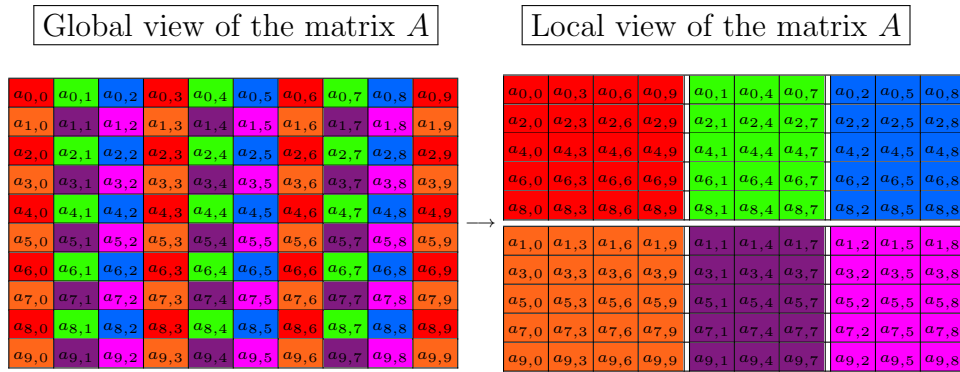 Global view of the matrix A
Local view of the matrix A
a0,0 a0,1 a0,2 a0,3 a0,4 a0,5 a0,6 a0,7 a0,8 a0,9
a1,0 a1,1 a1,2 a1,3 a1,4 a1,5 a1,6 a1,7 a1,8 a1,9
a2,0 a2,1 a2,2 a2,3 a2,4 a2,5 a2,6 a2,7 a2,8 a2,9
a3,0 a3,1 a3,2 a3,3 a3,4 a3,5 a3,6 a3,7 a3,8 a3,9
a4,0 a4,1 a4,2 a4,3 a4,4 a4,5 a4,6 a4,7 a4,8 a4,9
a5,0 a5,1 a5,2 a5,3 a5,4 a5,5 a5,6 a5,7 a5,8 a5,9
a6,0 a6,1 a6,2 a6,3 a6,4 a6,5 a6,6 a6,7 a6,8 a6,9
a7,0 a7,1 a7,2 a7,3 a7,4 a7,5 a7,6 a7,7 a7,8 a7,9
a8,0 a8,1 a8,2 a8,3 a8,4 a8,5 a8,6 a8,7 a8,8 a8,9
a9,0 a9,1 a9,2 a9,3 a9,4 a9,5 a9,6 a9,7 a9,8 a9,9
→
a0,0 a0,3 a0,6 a0,9 a0,1 a0,4 a0,7 a0,2 a0,5 a0,8
a2,0 a2,3 a2,6 a2,9 a2,1 a2,4 a2,7 a2,2 a2,5 a2,8
a4,0 a4,3 a4,6 a4,9 a4,1 a4,4 a4,7 a4,2 a4,5 a4,8
a6,0 a6,3 a6,6 a6,9 a6,1 a6,4 a6,7 a6,2 a6,5 a6,8
a8,0 a8,3 a8,6 a8,9 a8,1 a8,4 a8,7 a8,2 a8,5 a8,8
a1,0 a1,3 a1,6 a1,9 a1,1 a1,4 a1,7 a1,2 a1,5 a1,8
a3,0 a3,3 a3,6 a3,9 a3,1 a3,4 a3,7 a3,2 a3,5 a3,8
a5,0 a5,3 a5,6 a5,9 a5,1 a5,4 a5,7 a5,2 a5,5 a5,8
a7,0 a7,3 a7,6 a7,9 a7,1 a7,4 a7,7 a7,2 a7,5 a7,8
a9,0 a9,3 a9,6 a9,9 a9,1 a9,4 a9,7 a9,2 a9,5 a9,8